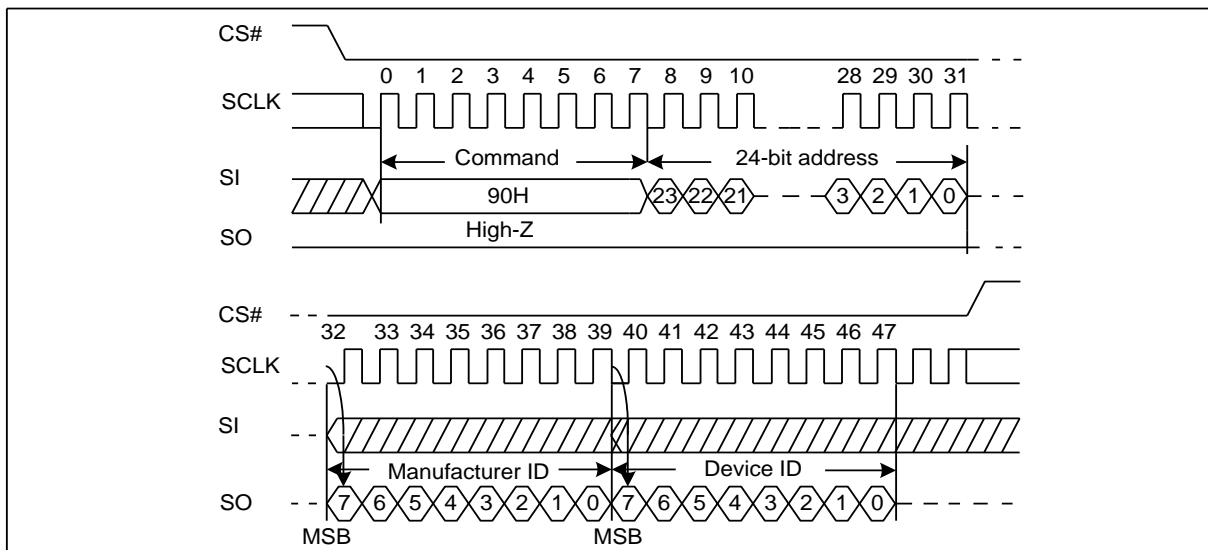 CS#
0 1 2 3 4 5 6 7 8 9 10 28 29 30 31
SCLK
Command 24-bit address
SI
90H 23 22 21 3 2 1 0
High-Z
SO
CS#
32 33 34 35 36 37 38 39 40 41 42 43 44 45 46 47
SCLK
SI
Manufacturer ID Device ID
SO 7 6 5 4 3 2 1 0 7 6 5 4 3 2 1 0
MSB MSB